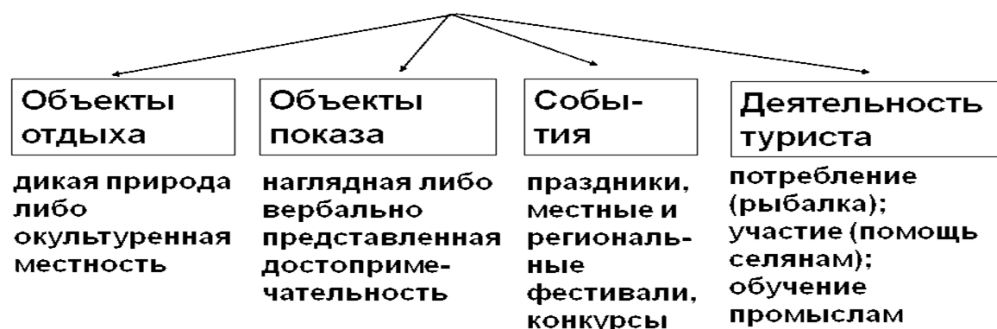 Объекты
отдыха
дикая природа
либо
окультуренная
местность
Объекты
показа
наглядная либо
вербально
представленная
достоприме-
чательность
Собы-
тия
праздники,
местные и
региональ-
ные
фестивали,
конкурсы
Деятельность
туриста
потребление
(рыбалка);
участие (помощь
селянам);
обучение
промыслам